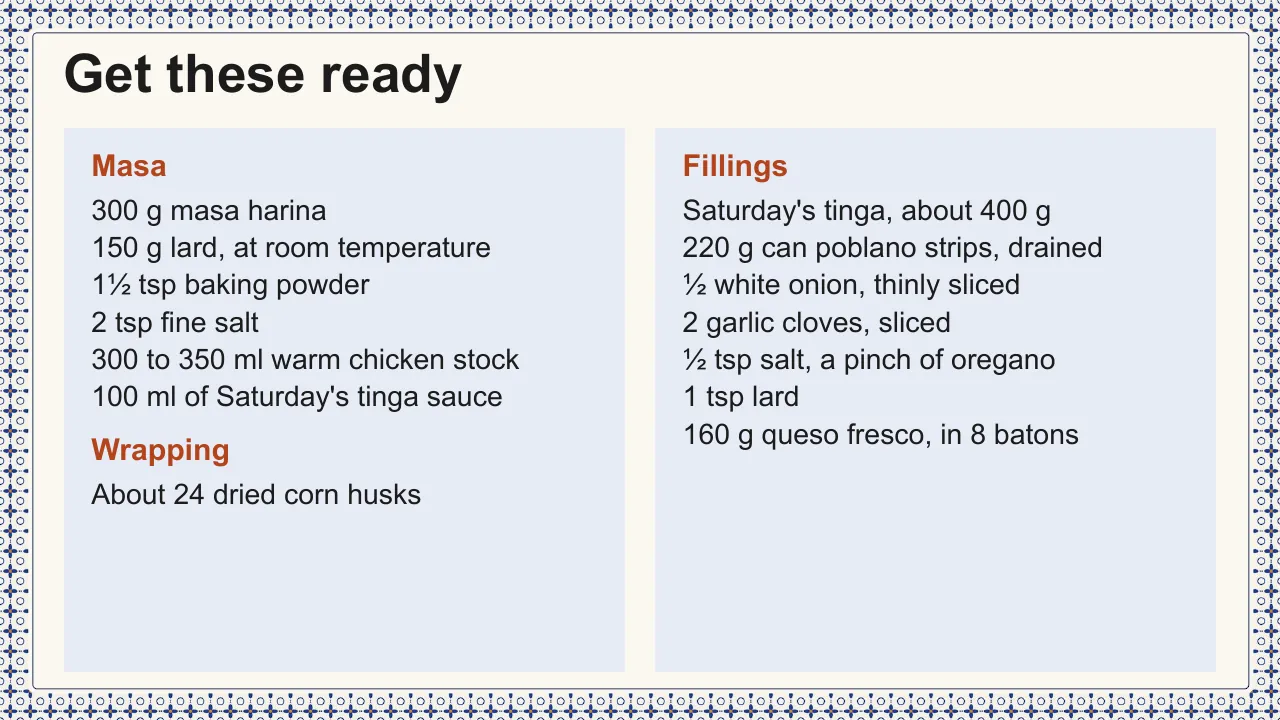 Get these ready
Masa
300 g masa harina
150 g lard, at room temperature
1½ tsp baking powder
2 tsp fine salt
300 to 350 ml warm chicken stock
100 ml of Saturday's tinga sauce
Wrapping
About 24 dried corn husks
Fillings
Saturday's tinga, about 400 g
220 g can poblano strips, drained
½ white onion, thinly sliced
2 garlic cloves, sliced
½ tsp salt, a pinch of oregano
1 tsp lard
160 g queso fresco, in 8 batons